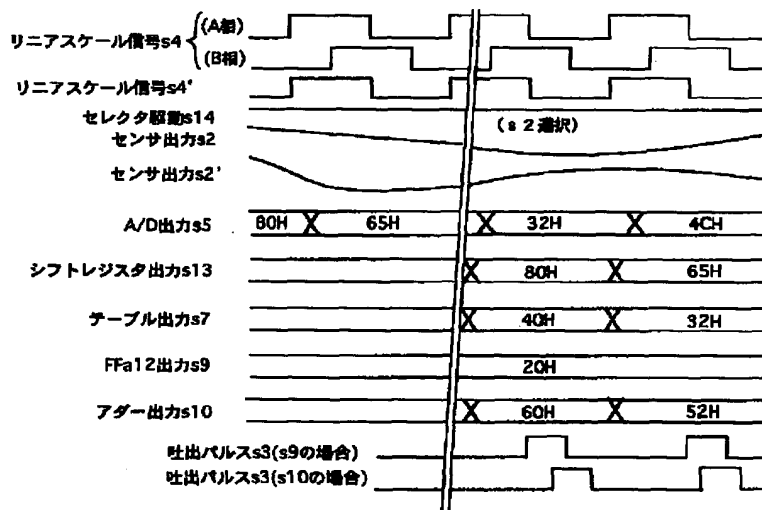 (A相)
リニアスケール信号s4
(B相)
リニアスケール信号s4'
セレクタ駆動s14
(s2選択)
センサ出力s2
センサ出力s2'
A/D出力s5 80H 65H 32H 4CH
シフトレジスタ出力s13 80H 65H
テーブル出力s7 40H 32H
FFa12出力s9 20H
アダー出力s10 60H 52H
吐出パルスs3(s9の場合)
吐出パルスs3(s10の場合)